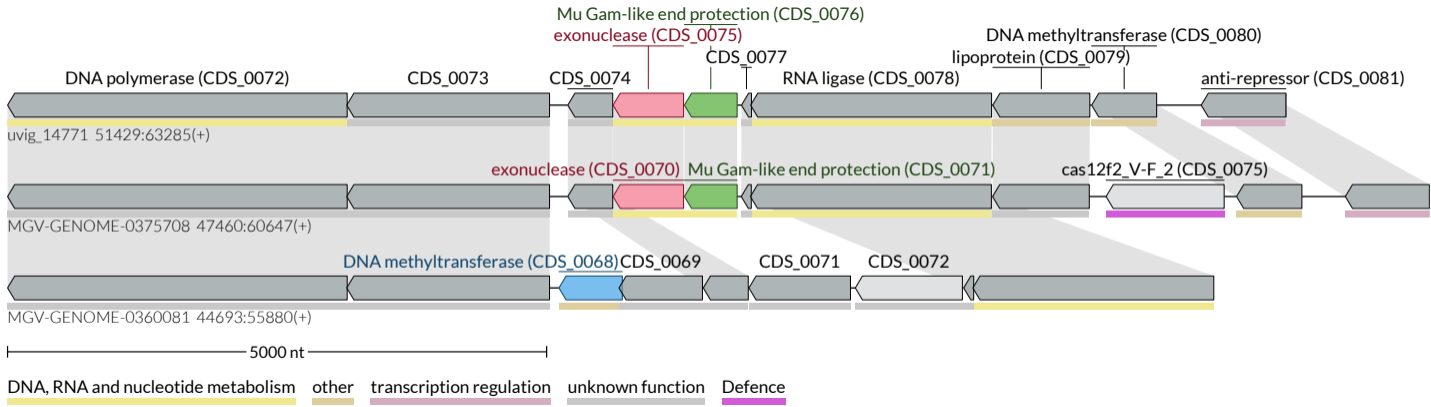 Mu Gam-like end protection (CDS_0076)
exonuclease (CDS_0075)
DNA methyltransferase (CDS_0080)
CDS_0077
lipoprotein (CDS_0079)
DNA polymerase (CDS_0072)
CDS_0073
CDS_0074
RNA ligase (CDS_0078)
anti-repressor (CDS_0081)
uvig_14771 51429:63285(+)
exonuclease (CDS_0070)
Mu Gam-like end protection (CDS_0071)
cas12f2_V-F_2 (CDS_0075)
MGV-GENOME-0375708 47460:60647(+)
DNA methyltransferase (CDS_0068)
CDS_0069
CDS_0071
CDS_0072
MGV-GENOME-0360081 44693:55880(+)
5000 nt
DNA, RNA and nucleotide metabolism
other
transcription regulation
unknown function
Defence